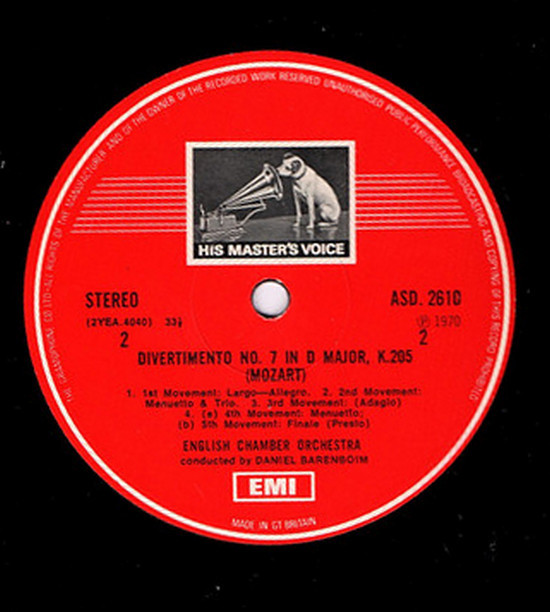 THE GRAMOPHONE CO LTD · ALL RIGHTS OF THE MANUFACTURER AND OF THE OWNER OF THE RECORDED WORK RESERVED UNAUTHORISED PUBLIC PERFORMANCE BROADCASTING AND COPYING OF THIS RECORD PROHIBITED
HIS MASTER'S VOICE
STEREO ASD. 2610
(2YEA.4040) 33⅓ Ⓟ 1970
2 2
DIVERTIMENTO NO. 7 IN D MAJOR, K.205
(MOZART)
1. 1st Movement: Largo—Allegro. 2. 2nd Movement:
Menuetto & Trio. 3. 3rd Movement: (Adagio)
4. (a) 4th Movement: Menuetto;
(b) 5th Movement: Finale (Presto)
ENGLISH CHAMBER ORCHESTRA
conducted by DANIEL BARENBOIM
EMI
MADE IN GT BRITAIN